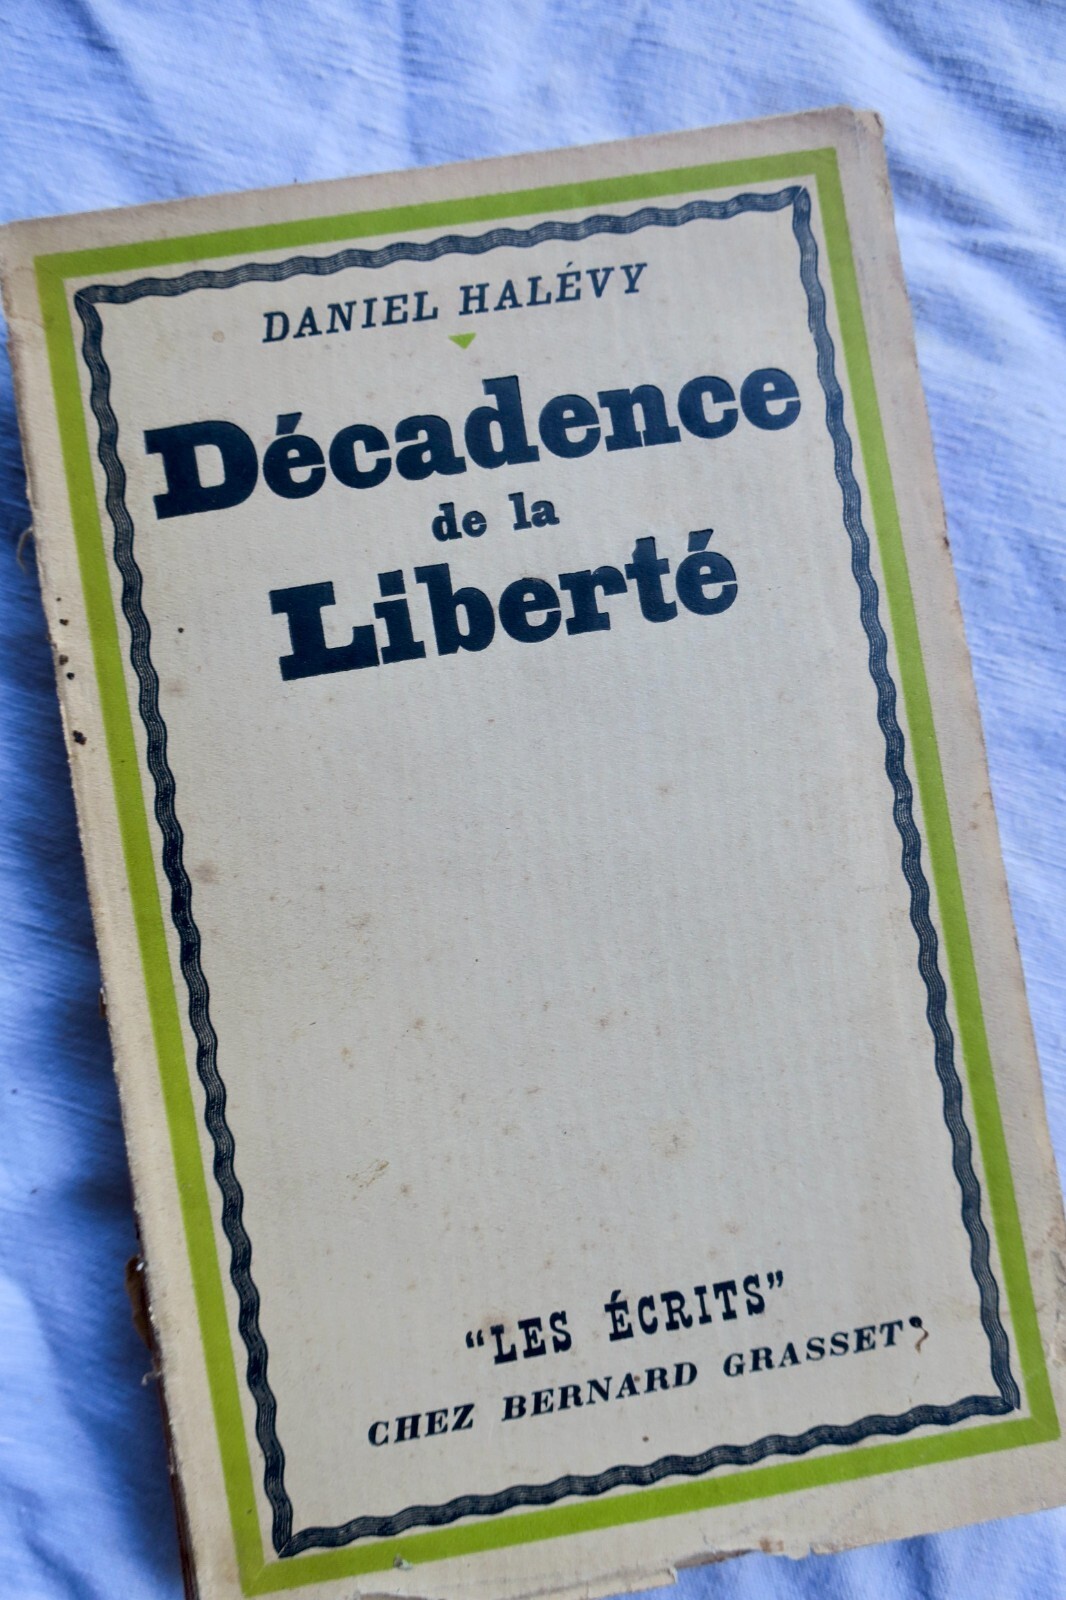 DANIEL HALÉVY
Décadence
de la
Liberté
“LES ÉCRITS”
CHEZ BERNARD GRASSET